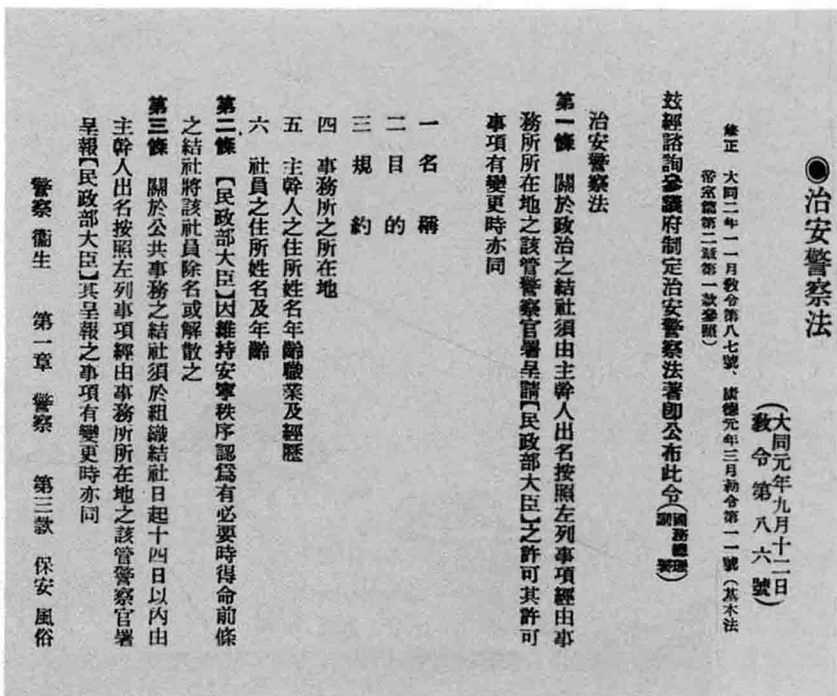 ●治安警察法
(大同元年九月十二日
敎令第八六號)
修正 大同二年一一月敎令第八七號、康德元年三月勅令第一一號(基本法
帝室篇第二章第一款參照)
玆經諮詢參議府制定治安警察法著卽公布此令(國務總理
副署)
治安警察法
第一條 關於政治之結社須由主幹人出名按照左列事項經由事
務所所在地之該管警察官署呈請【民政部大臣】之許可其許可
事項有變更時亦同
一 名稱
二 目的
三 規約
四 事務所之所在地
五 主幹人之住所姓名年齡職業及經歷
六 社員之住所姓名及年齡
第二條 【民政部大臣】因維持安寧秩序認爲有必要時得命前條
之結社將該社員除名或解散之
第三條 關於公共事務之結社須於組織結社日起十四日以內由
主幹人出名按照左列事項經由事務所所在地之該管警察官署
呈報【民政部大臣】其呈報之事項有變更時亦同
警察 衞生 第一章 警察 第三款 保安 風俗